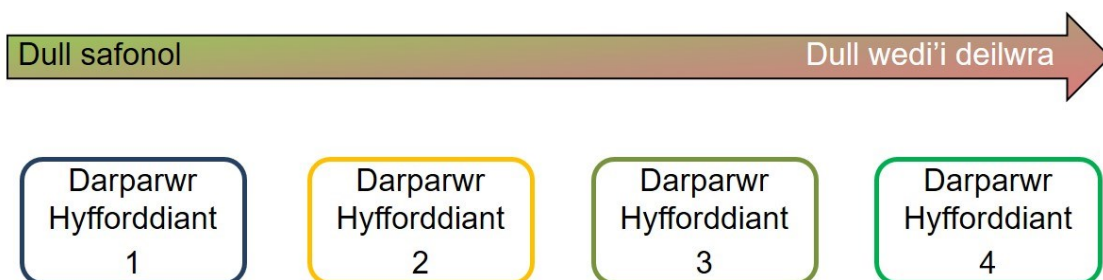 Dull safonol
Dull wedi'i deilwra
Darparwr
Hyfforddiant
1
Darparwr
Hyfforddiant
2
Darparwr
Hyfforddiant
3
Darparwr
Hyfforddiant
4